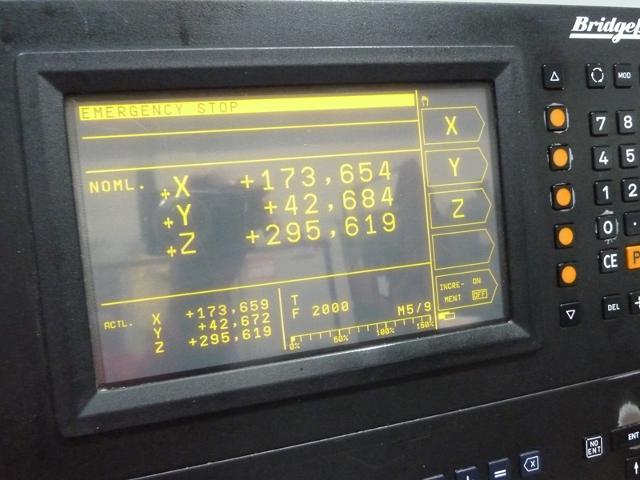 EMERGENCY STOP
NOML. +X +173,654
+Y +42,684
+Z +295,619
ACTL. X +173,659
Y +42,672
Z +295,619
T
F 2000 M5/9
0% 50% 100% 150%
X
Y
Z
INCRE- ON
MENT OFF
MOD
7 8
4 5
1 2
0 .
CE P
DEL
NO
ENT
ENT
=